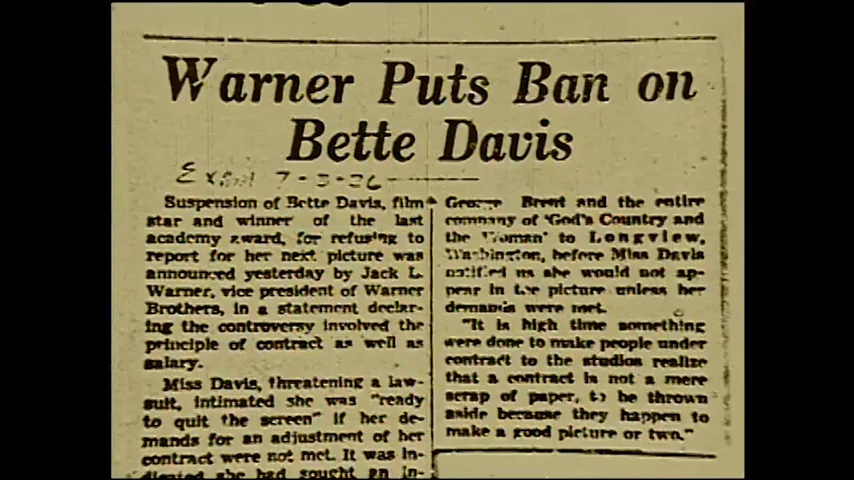 Warner Puts Ban on
Bette Davis
7-3-36
Suspension of Bette Davis, film
star and winner of the last
academy award, for refusing to
report for her next picture was
announced yesterday by Jack L.
Warner, vice president of Warner
Brothers, in a statement declar-
ing the controversy involved the
principle of contract as well as
salary.
Miss Davis, threatening a law-
suit, intimated she was "ready
to quit the screen" if her de-
mands for an adjustment of her
contract were not met. It was in-
dicated she had sought an in-
George Brent and the entire
company of 'God's Country and
the Woman' to Longview,
Washington, before Miss Davis
notified us she would not ap-
pear in the picture unless her
demands were met.
"It is high time something
were done to make people under
contract to the studios realize
that a contract is not a mere
scrap of paper, to be thrown
aside because they happen to
make a good picture or two."